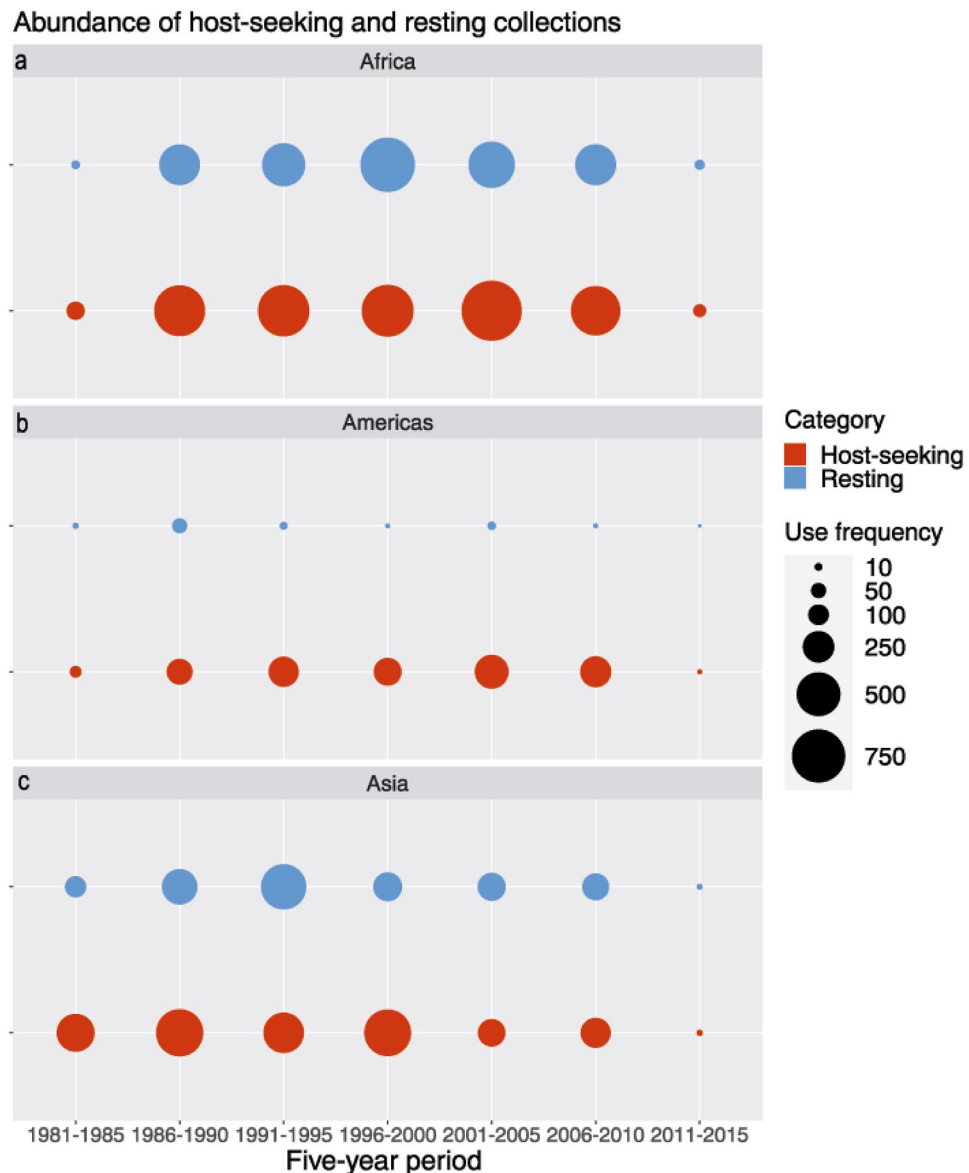 Abundance of host-seeking and resting collections
a
Africa
b
Americas
c
Asia
1981-1985 1986-1990 1991-1995 1996-2000 2001-2005 2006-2010 2011-2015
Five-year period
Category
Host-seeking
Resting
Use frequency
10
50
100
250
500
750